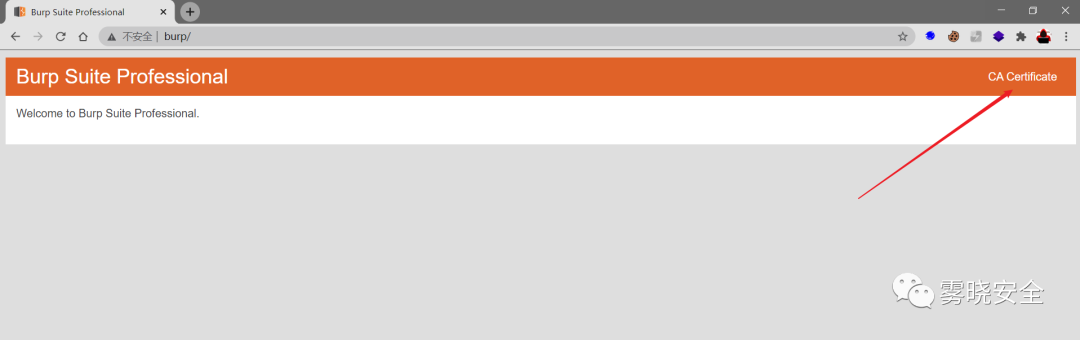 Burp Suite Professional
不安全 | burp/
Burp Suite Professional
CA Certificate
Welcome to Burp Suite Professional.
雾晓安全